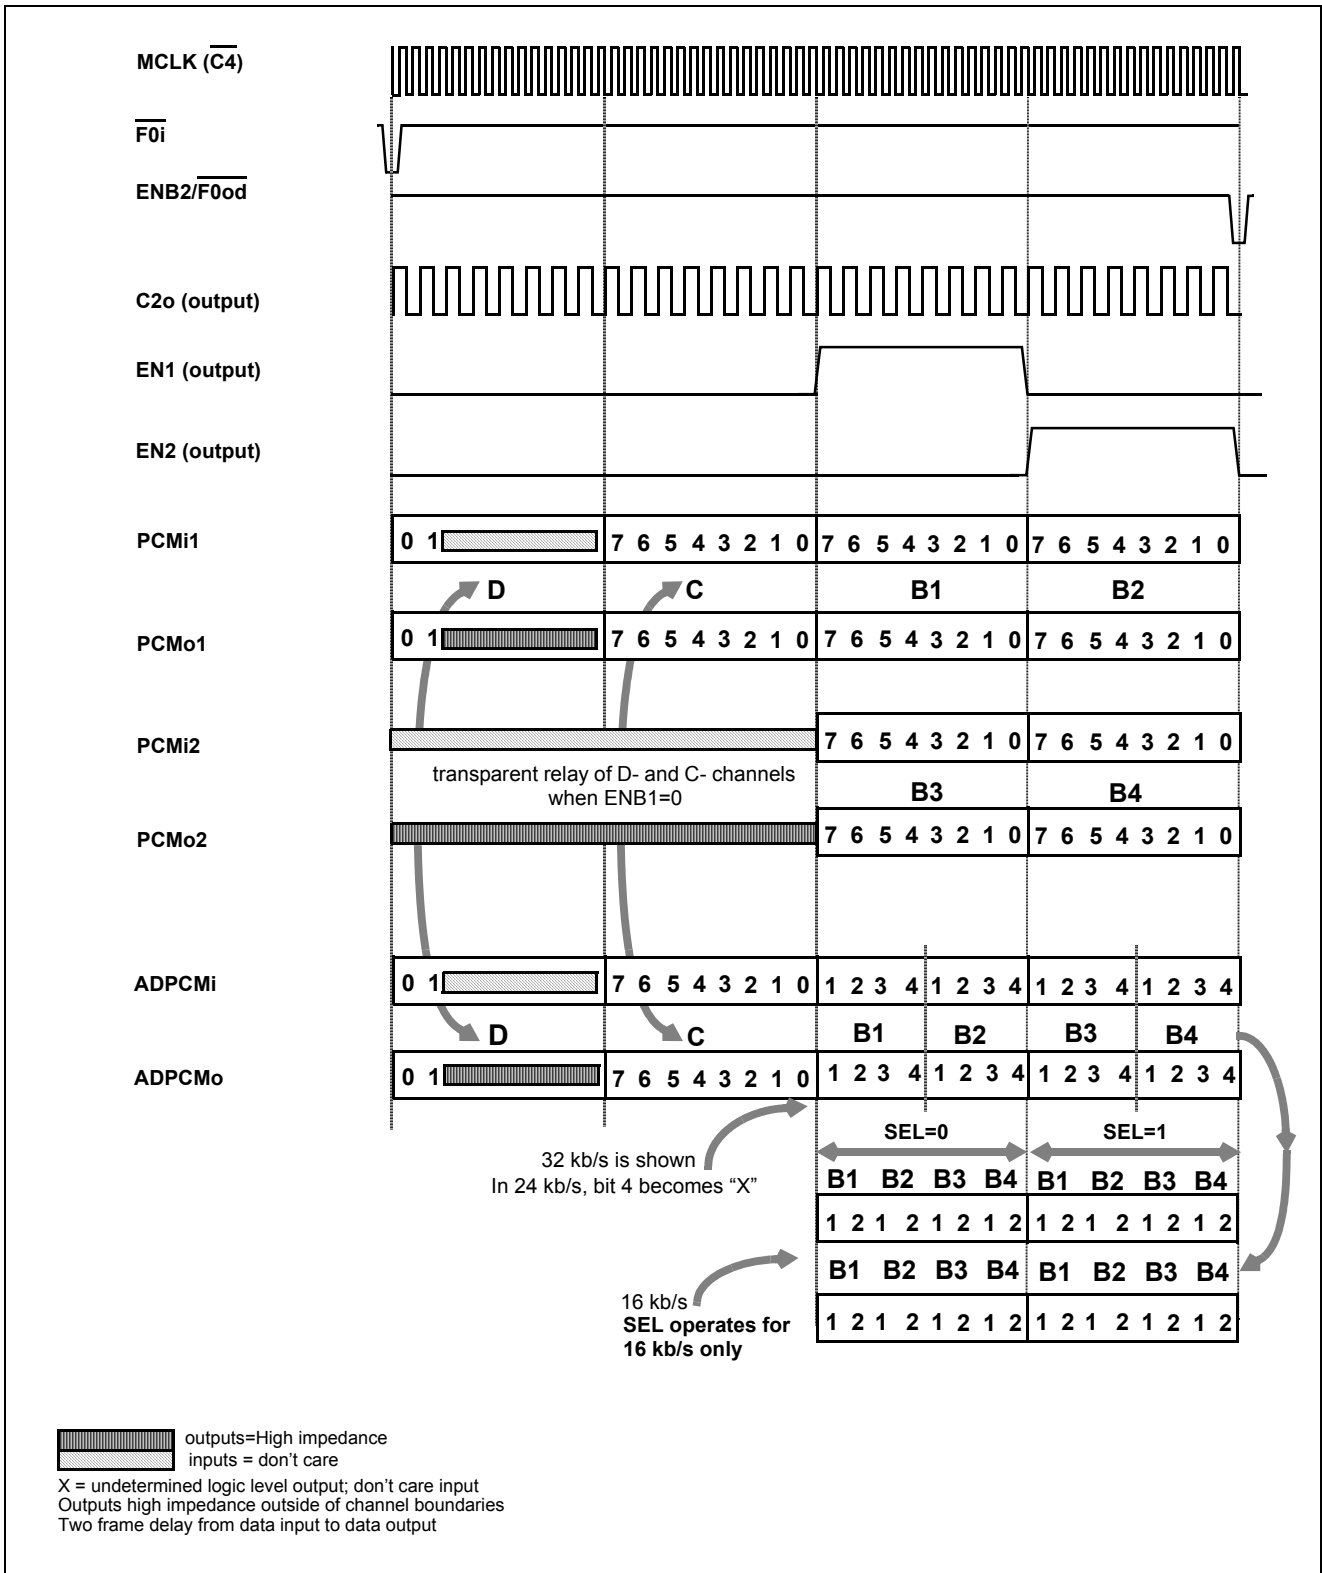 MCLK (C4)
F0i
ENB2/F0od
C2o (output)
EN1 (output)
EN2 (output)
PCMi1 0 1 7 6 5 4 3 2 1 0 7 6 5 4 3 2 1 0 7 6 5 4 3 2 1 0
D C B1 B2
PCMo1 0 1 7 6 5 4 3 2 1 0 7 6 5 4 3 2 1 0 7 6 5 4 3 2 1 0
PCMi2 7 6 5 4 3 2 1 0 7 6 5 4 3 2 1 0
transparent relay of D- and C- channels
when ENB1=0
B3 B4
PCMo2 7 6 5 4 3 2 1 0 7 6 5 4 3 2 1 0
ADPCMi 0 1 7 6 5 4 3 2 1 0 1 2 3 4 1 2 3 4 1 2 3 4 1 2 3 4
D C B1 B2 B3 B4
ADPCMo 0 1 7 6 5 4 3 2 1 0 1 2 3 4 1 2 3 4 1 2 3 4 1 2 3 4
SEL=0 SEL=1
32 kb/s is shown
In 24 kb/s, bit 4 becomes “X”
B1 B2 B3 B4 B1 B2 B3 B4
1 2 1 2 1 2 1 2 1 2 1 2 1 2 1 2
B1 B2 B3 B4 B1 B2 B3 B4
16 kb/s
SEL operates for
16 kb/s only
1 2 1 2 1 2 1 2 1 2 1 2 1 2 1 2
outputs=High impedance
inputs = don't care
X = undetermined logic level output; don't care input
Outputs high impedance outside of channel boundaries
Two frame delay from data input to data output